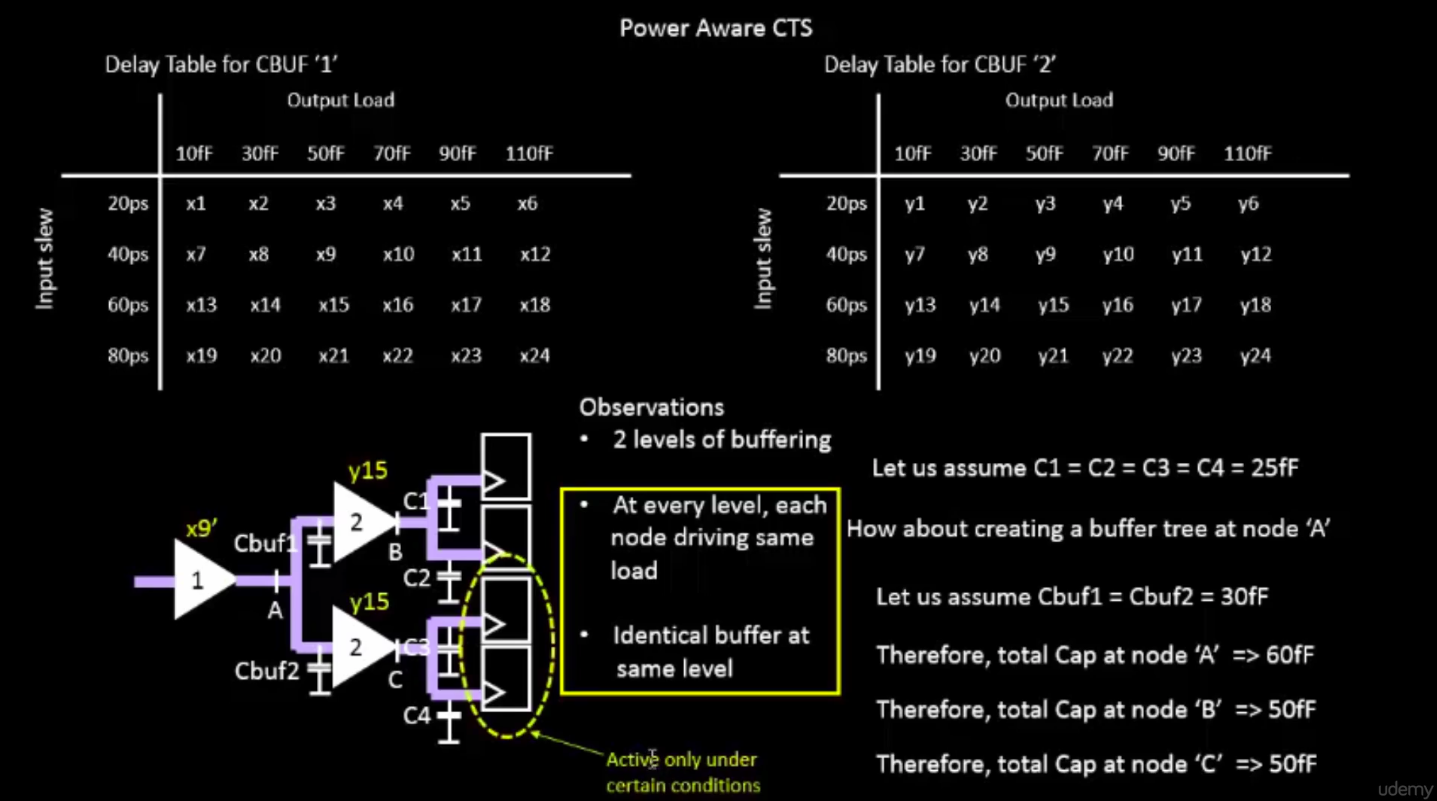 Power Aware CTS
Delay Table for CBUF ‘1’
Output Load
10fF 30fF 50fF 70fF 90fF 110fF
Input slew
20ps x1 x2 x3 x4 x5 x6
40ps x7 x8 x9 x10 x11 x12
60ps x13 x14 x15 x16 x17 x18
80ps x19 x20 x21 x22 x23 x24
Delay Table for CBUF ‘2’
Output Load
10fF 30fF 50fF 70fF 90fF 110fF
Input slew
20ps y1 y2 y3 y4 y5 y6
40ps y7 y8 y9 y10 y11 y12
60ps y13 y14 y15 y16 y17 y18
80ps y19 y20 y21 y22 y23 y24
x9’
1
A
Cbuf1
y15
2
B
C1
C2
Cbuf2
y15
2
C
C3
C4
Active only under
certain conditions
Observations
• 2 levels of buffering
• At every level, each
node driving same
load
• Identical buffer at
same level
Let us assume C1 = C2 = C3 = C4 = 25fF
How about creating a buffer tree at node ‘A’
Let us assume Cbuf1 = Cbuf2 = 30fF
Therefore, total Cap at node ‘A’ => 60fF
Therefore, total Cap at node ‘B’ => 50fF
Therefore, total Cap at node ‘C’ => 50fF
udemy